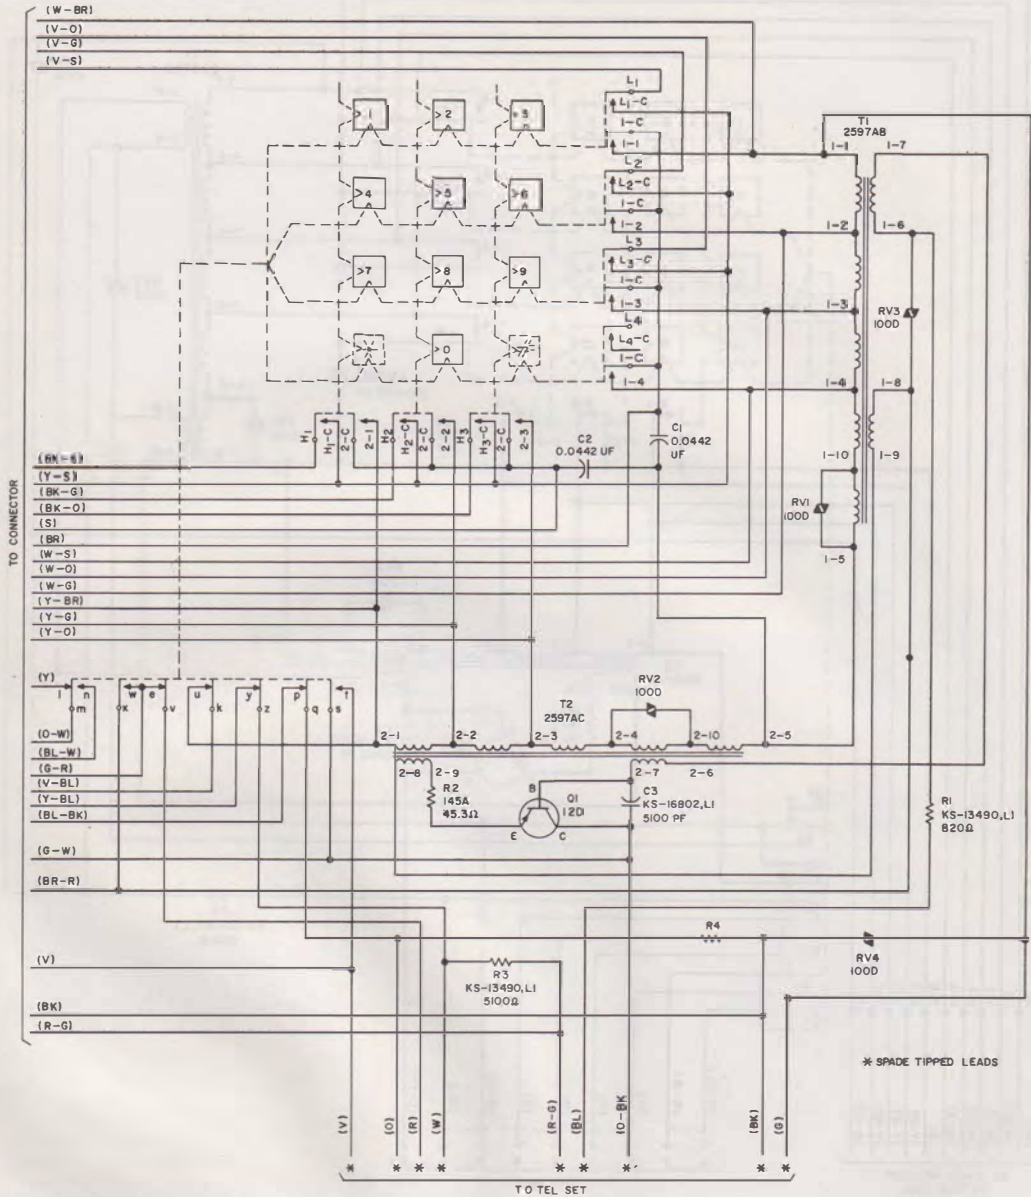 (W-BR)
(V-O)
(V-G)
(V-S)
L1
L1-C
1-C
1-1
L2
L2-C
1-C
1-2
L3
L3-C
1-C
1-3
L4
L4-C
1-C
1-4
>1
>2
>3
>4
>5
>6
>7
>8
>9
>*
>0
T1
2597AB
1-1
1-7
1-2
1-6
1-3
1-4
1-8
1-10
1-9
1-5
RV3
100D
RV1
100D
H1
H1-C
2-C
2-1
H2
H2-C
2-C
2-2
H3
H3-C
2-C
2-3
C2
0.0442 UF
C1
0.0442
UF
TO CONNECTOR
(Y-S)
(BK-G)
(BK-O)
(S)
(BR)
(W-S)
(W-O)
(W-G)
(Y-BR)
(Y-G)
(Y-O)
(Y)
l n w e u y p t
m x v k z q s
(O-W)
(BL-W)
(G-R)
(V-BL)
(Y-BL)
(BL-BK)
(G-W)
(BR-R)
(V)
(BK)
(R-G)
RV2
100D
T2
2597AC
2-1
2-2
2-3
2-4
2-10
2-5
2-8
2-9
2-7
2-6
R2
145A
45.3Ω
B
E
C
Q1
12D
C3
KS-16802,L1
5100 PF
R1
KS-13490,L1
820Ω
R4
RV4
100D
R3
KS-13490,L1
5100Ω
* SPADE TIPPED LEADS
(V)
(O)
(R)
(W)
(R-G)
(BL)
(O-BK
(BK)
(G)
* * * * * * * * *
TO TEL SET